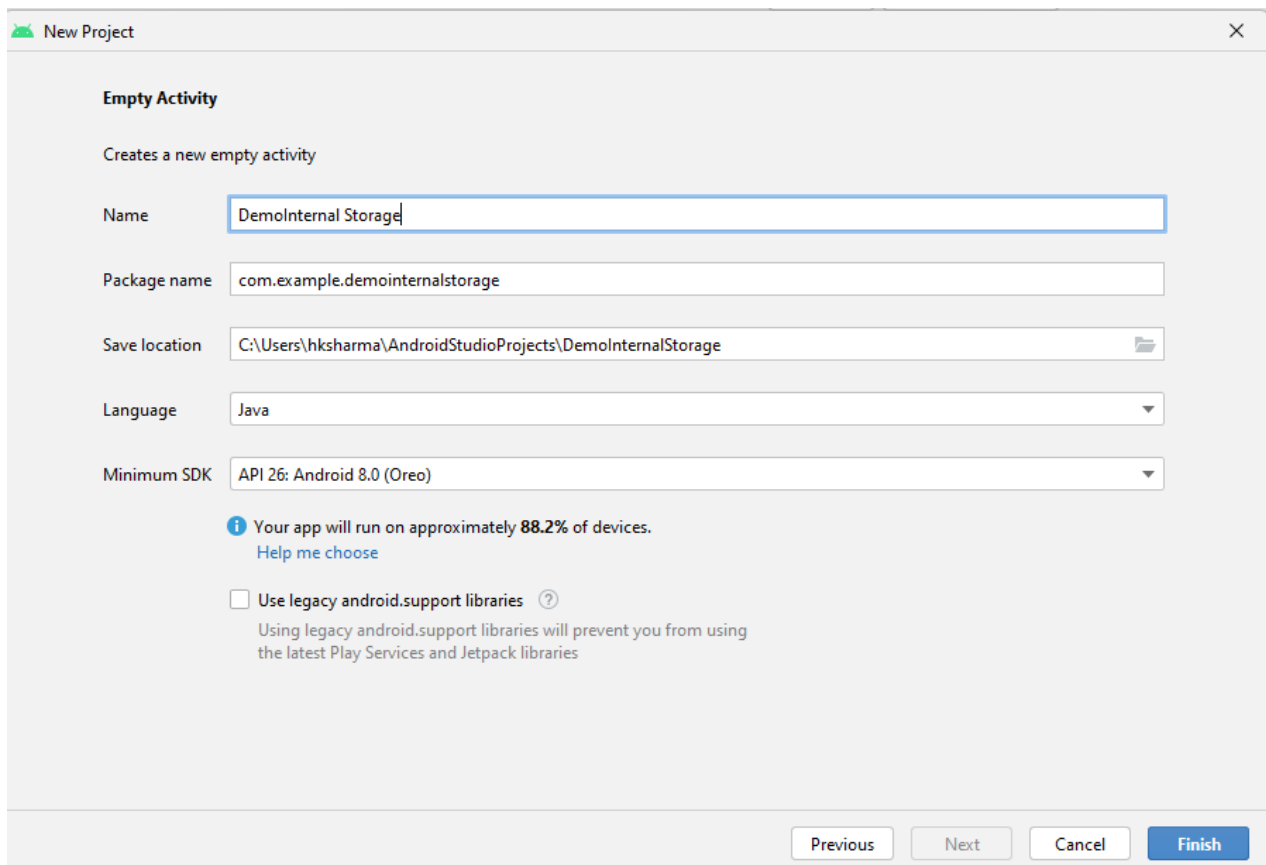 New Project
Empty Activity
Creates a new empty activity
Name DemoInternal Storage
Package name com.example.demointernalstorage
Save location C:\Users\hksharma\AndroidStudioProjects\DemoInternalStorage
Language Java
Minimum SDK API 26: Android 8.0 (Oreo)
i Your app will run on approximately 88.2% of devices.
Help me choose
Use legacy android.support libraries ?
Using legacy android.support libraries will prevent you from using
the latest Play Services and Jetpack libraries
Previous Next Cancel Finish